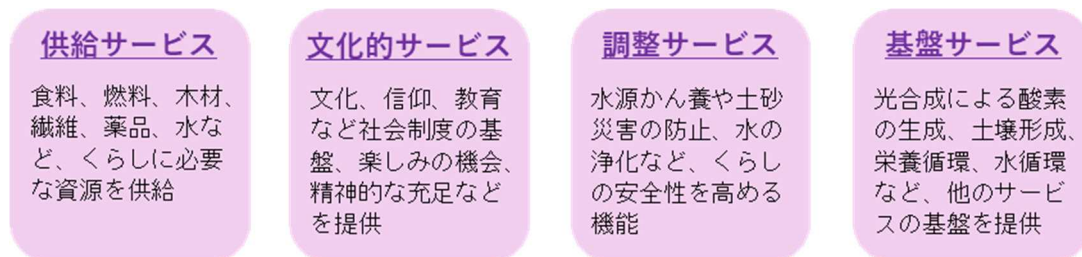 供給サービス
食料、燃料、木材、
繊維、薬品、水な
ど、くらしに必要
な資源を供給
文化的サービス
文化、信仰、教育
など社会制度の基
盤、楽しみの機会、
精神的な充足など
を提供
調整サービス
水源かん養や土砂
災害の防止、水の
浄化など、くらし
の安全性を高める
機能
基盤サービス
光合成による酸素
の生成、土壌形成、
栄養循環、水循環
など、他のサービ
スの基盤を提供